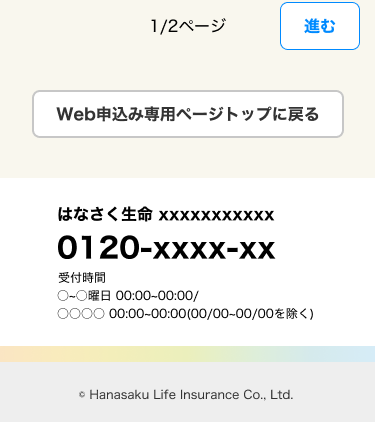 1/2ページ
進む
Web申込み専用ページトップに戻る
はなさく生命 xxxxxxxxxxx
0120-xxxx-xx
受付時間
○~○曜日 00:00~00:00/
○○○○ 00:00~00:00(00/00~00/00を除く)
© Hanasaku Life Insurance Co., Ltd.